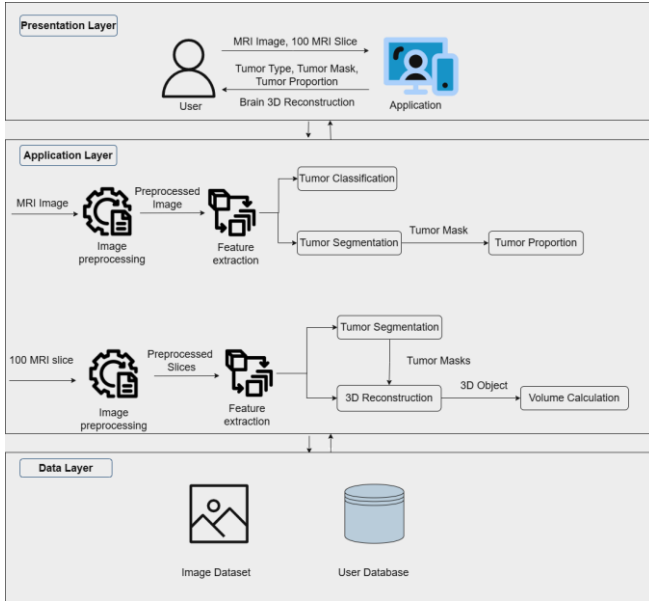 Presentation Layer
MRI Image, 100 MRI Slice
Tumor Type, Tumor Mask,
Tumor Proportion
Brain 3D Reconstruction
User
Application
Application Layer
MRI Image
Image
preprocessing
Preprocessed
Image
Feature
extraction
Tumor Classification
Tumor Segmentation
Tumor Mask
Tumor Proportion
100 MRI slice
Image
preprocessing
Preprocessed
Slices
Feature
extraction
Tumor Segmentation
Tumor Masks
3D Reconstruction
3D Object
Volume Calculation
Data Layer
Image Dataset
User Database